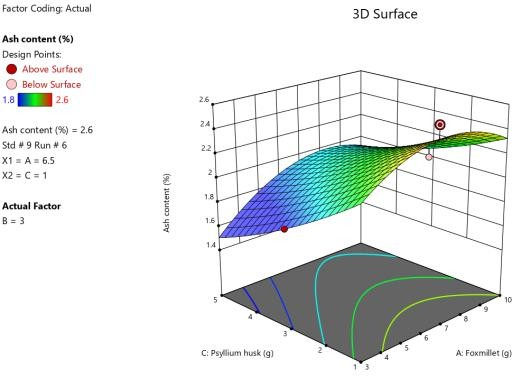 Factor Coding: Actual
3D Surface
Ash content (%)
Design Points:
Above Surface
Below Surface
1.8 2.6
Ash content (%) = 2.6
Std # 9 Run # 6
X1 = A = 6.5
X2 = C = 1
Actual Factor
B = 3
Ash content (%)
2.6
2.4
2.2
2
1.8
1.6
1.4
5
4
3
2
1
3
4
5
6
7
8
9
10
C: Psyllium husk (g)
A: Foxmillet (g)